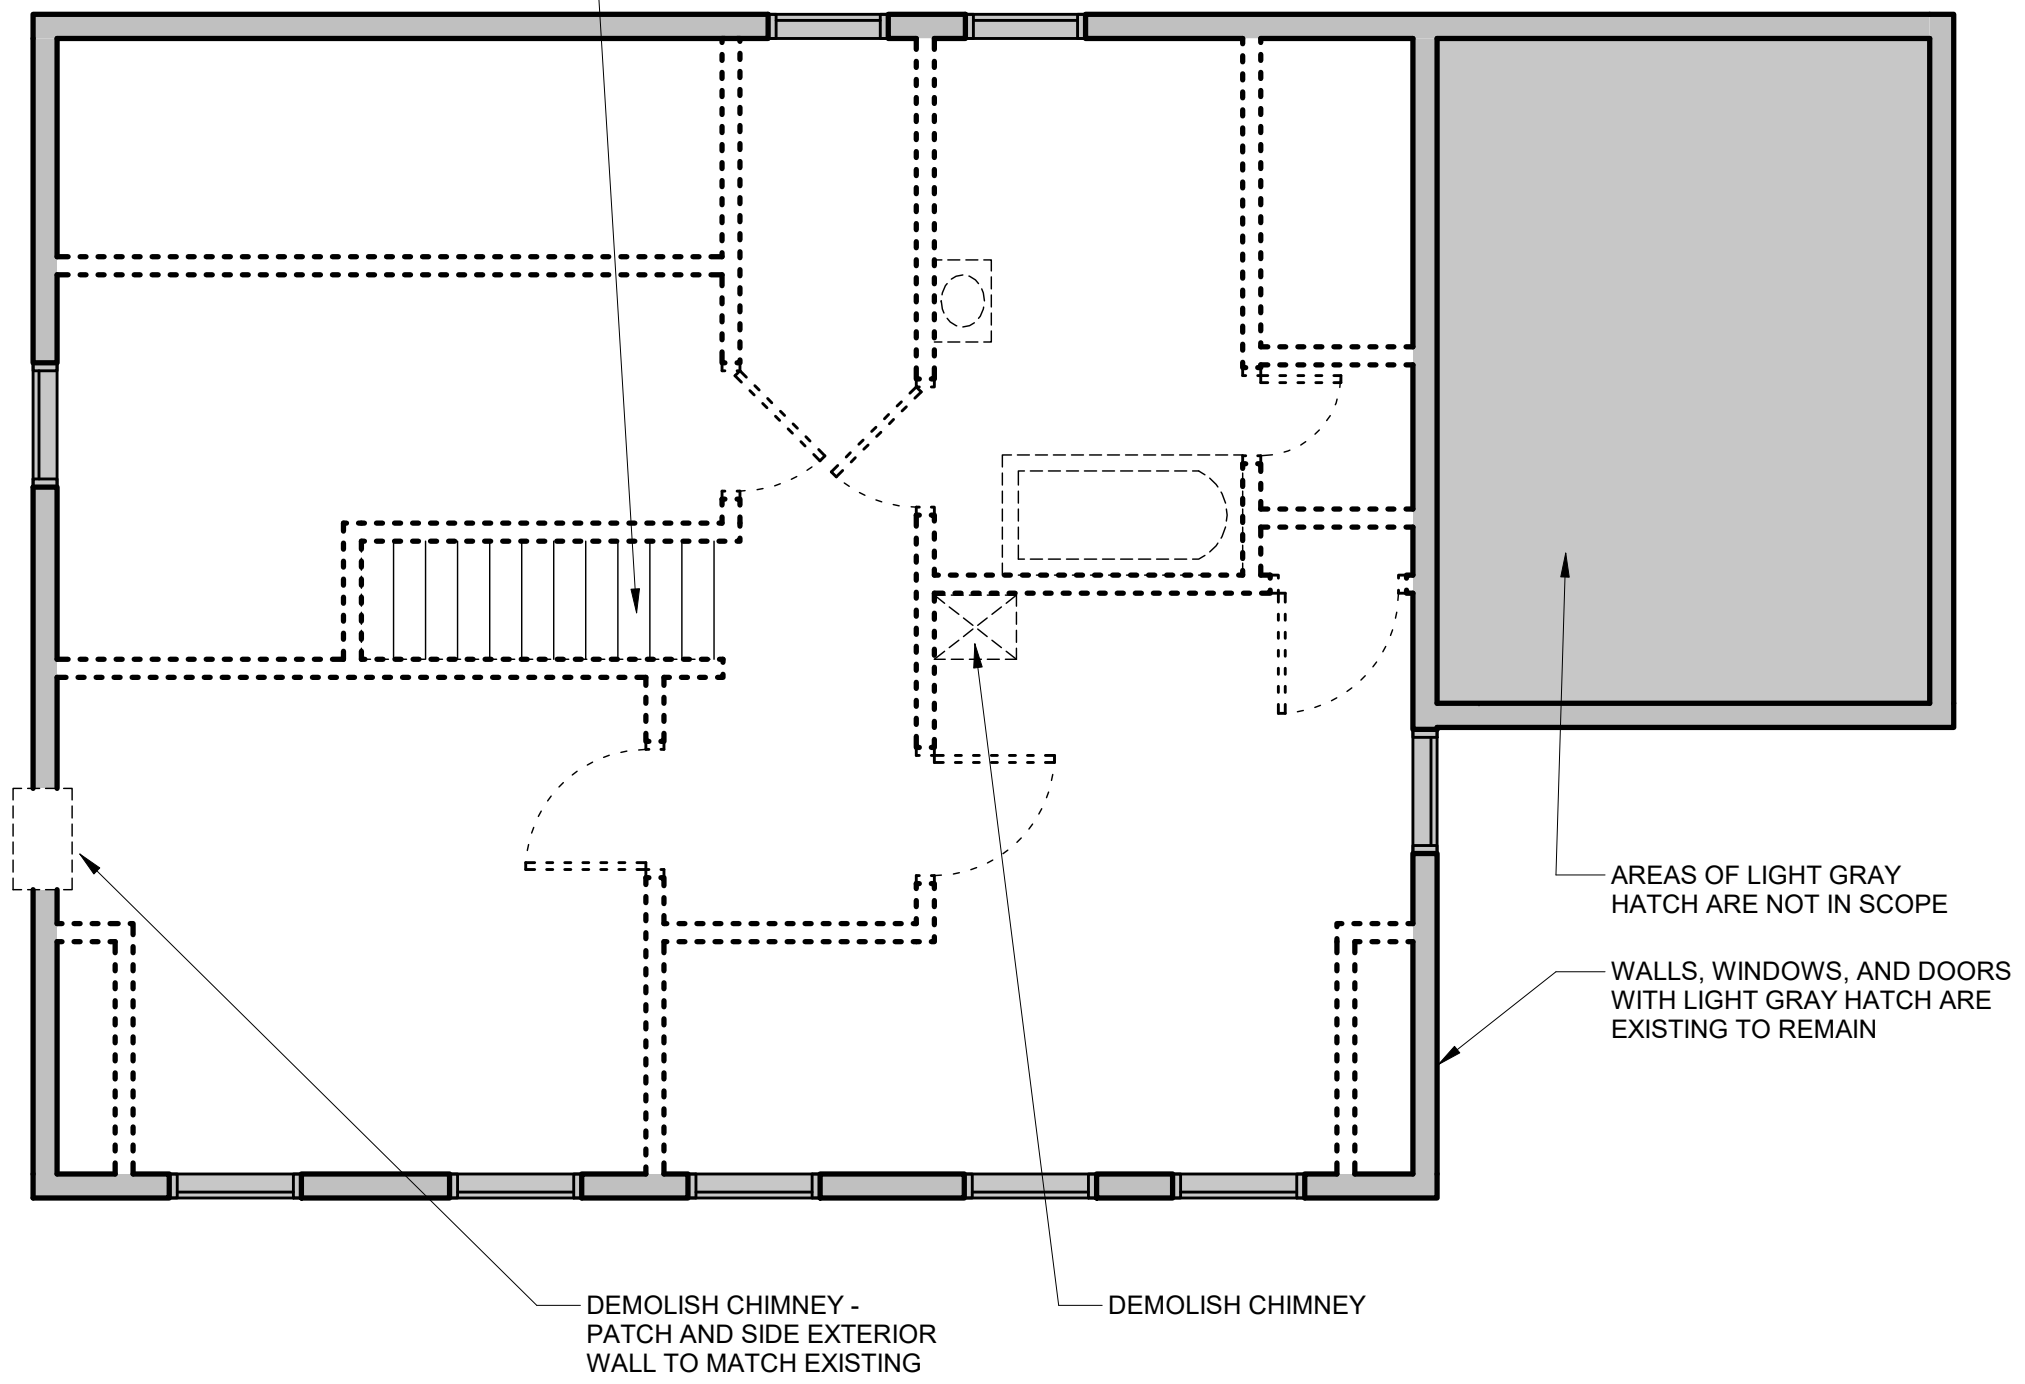 AREAS OF LIGHT GRAY
HATCH ARE NOT IN SCOPE
WALLS, WINDOWS, AND DOORS
WITH LIGHT GRAY HATCH ARE
EXISTING TO REMAIN
DEMOLISH CHIMNEY -
PATCH AND SIDE EXTERIOR
WALL TO MATCH EXISTING
DEMOLISH CHIMNEY